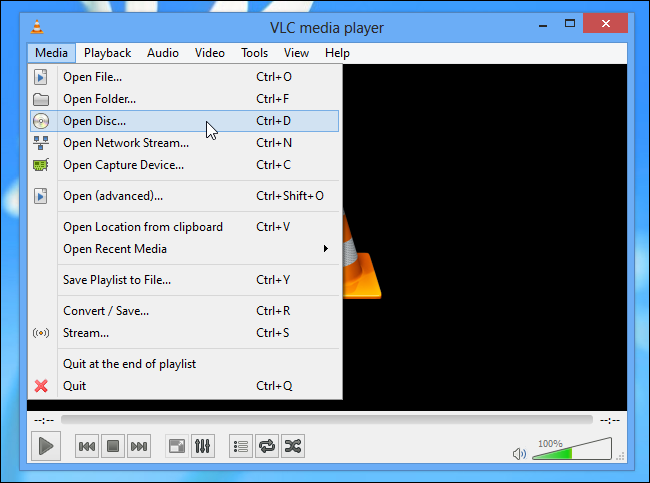 VLC media player
Media Playback Audio Video Tools View Help
Open File... Ctrl+O
Open Folder... Ctrl+F
Open Disc... Ctrl+D
Open Network Stream... Ctrl+N
Open Capture Device... Ctrl+C
Open (advanced)... Ctrl+Shift+O
Open Location from clipboard Ctrl+V
Open Recent Media
Save Playlist to File... Ctrl+Y
Convert / Save... Ctrl+R
Stream... Ctrl+S
Quit at the end of playlist
Quit Ctrl+Q
--:-- --:--
100%